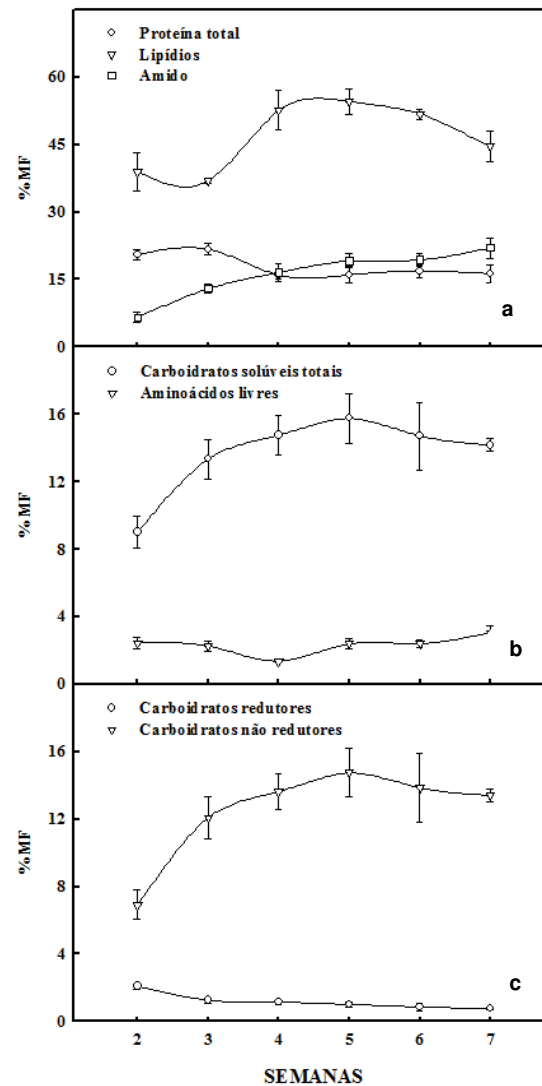 Proteína total
Lipídios
Amido
60
45
30
15
0
%MF
a
Carboidratos solúveis totais
Aminoácidos livres
16
12
8
4
0
%MF
b
Carboidratos redutores
Carboidratos não redutores
16
12
8
4
0
%MF
c
2 3 4 5 6 7
SEMANAS